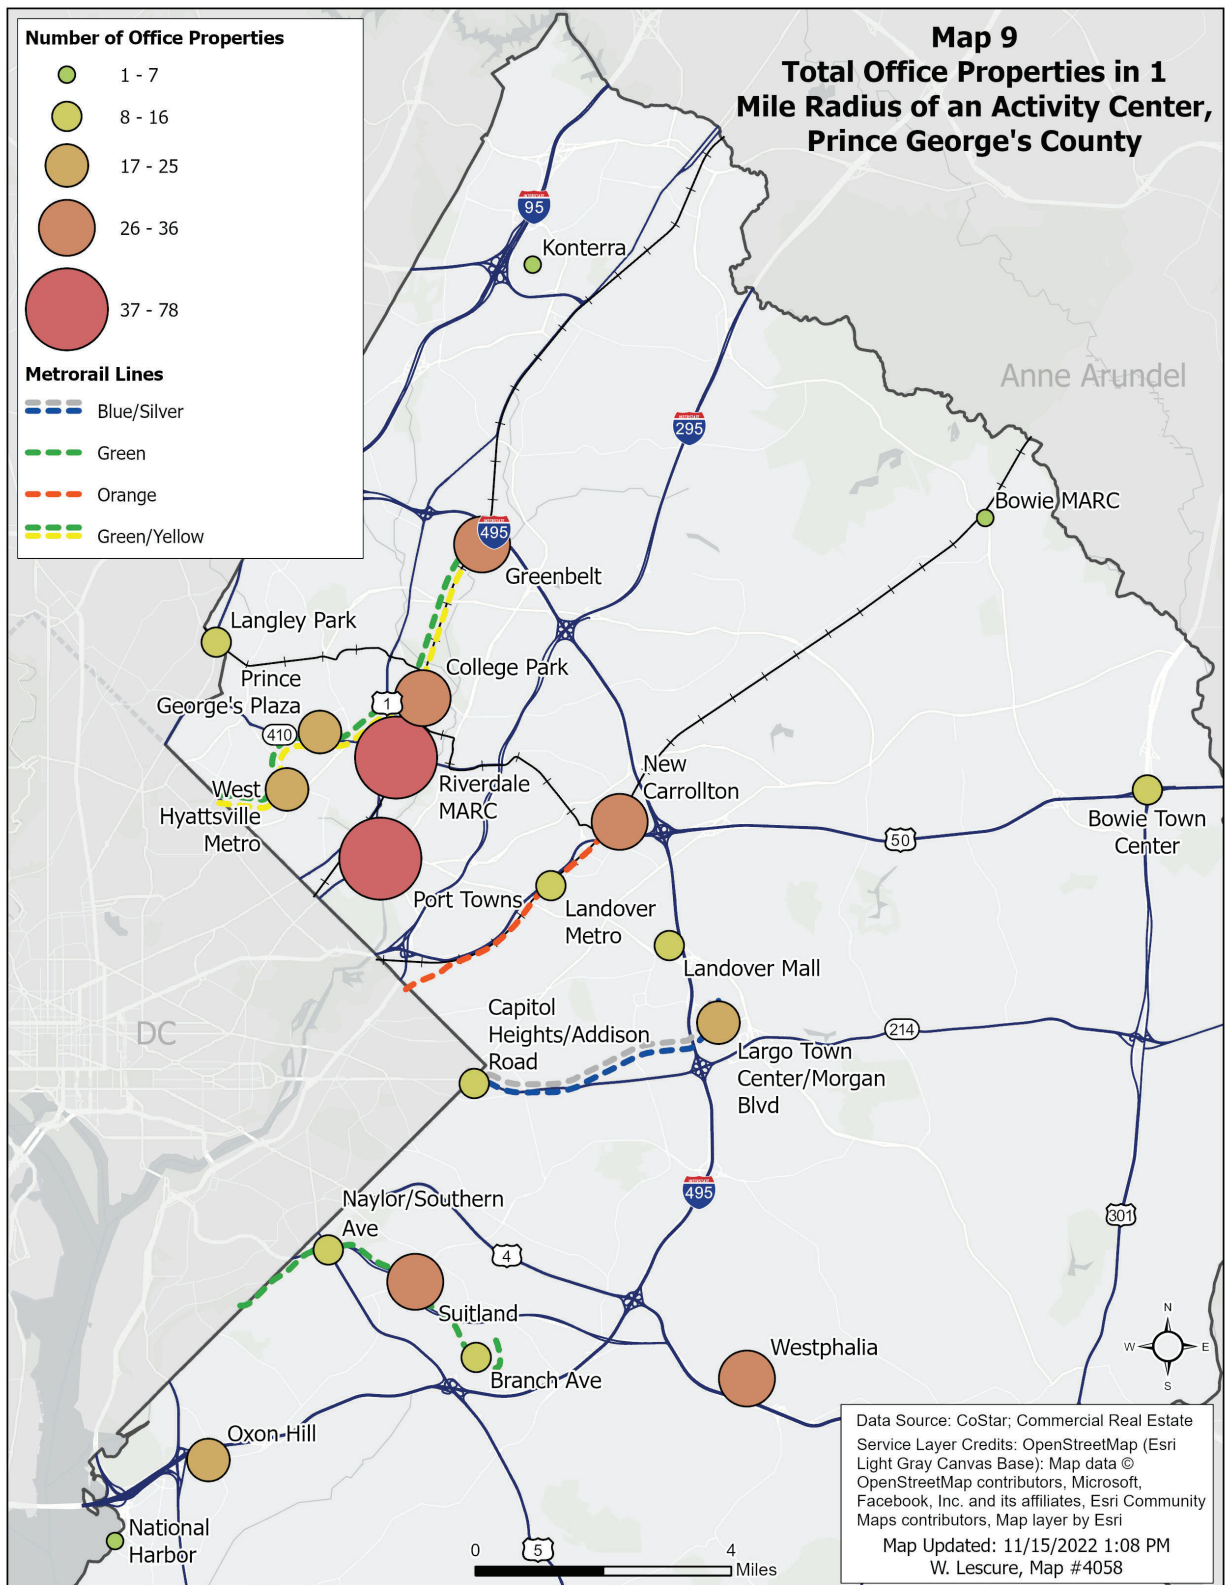 Map 9
Total Office Properties in 1
Mile Radius of an Activity Center,
Prince George's County
Number of Office Properties
1 - 7
8 - 16
17 - 25
26 - 36
37 - 78
Metrorail Lines
Blue/Silver
Green
Orange
Green/Yellow
INTERSTATE
95
Konterra
Anne Arundel
INTERSTATE
295
Bowie MARC
INTERSTATE
495
Greenbelt
Langley Park
College Park
Prince
George's Plaza
1
410
Riverdale
MARC
New
Carrollton
West
Hyattsville
Metro
50
Bowie Town
Center
Port Towns
Landover
Metro
Landover Mall
Capitol
Heights/Addison
Road
DC
214
Largo Town
Center/Morgan
Blvd
INTERSTATE
495
Naylor/Southern
Ave
301
4
Suitland
Branch Ave
Westphalia
N
W
E
S
Oxon Hill
National
Harbor
5
0
4
Miles
Data Source: CoStar; Commercial Real Estate
Service Layer Credits: OpenStreetMap (Esri
Light Gray Canvas Base): Map data ©
OpenStreetMap contributors, Microsoft,
Facebook, Inc. and its affiliates, Esri Community
Maps contributors, Map layer by Esri
Map Updated: 11/15/2022 1:08 PM
W. Lescure, Map #4058